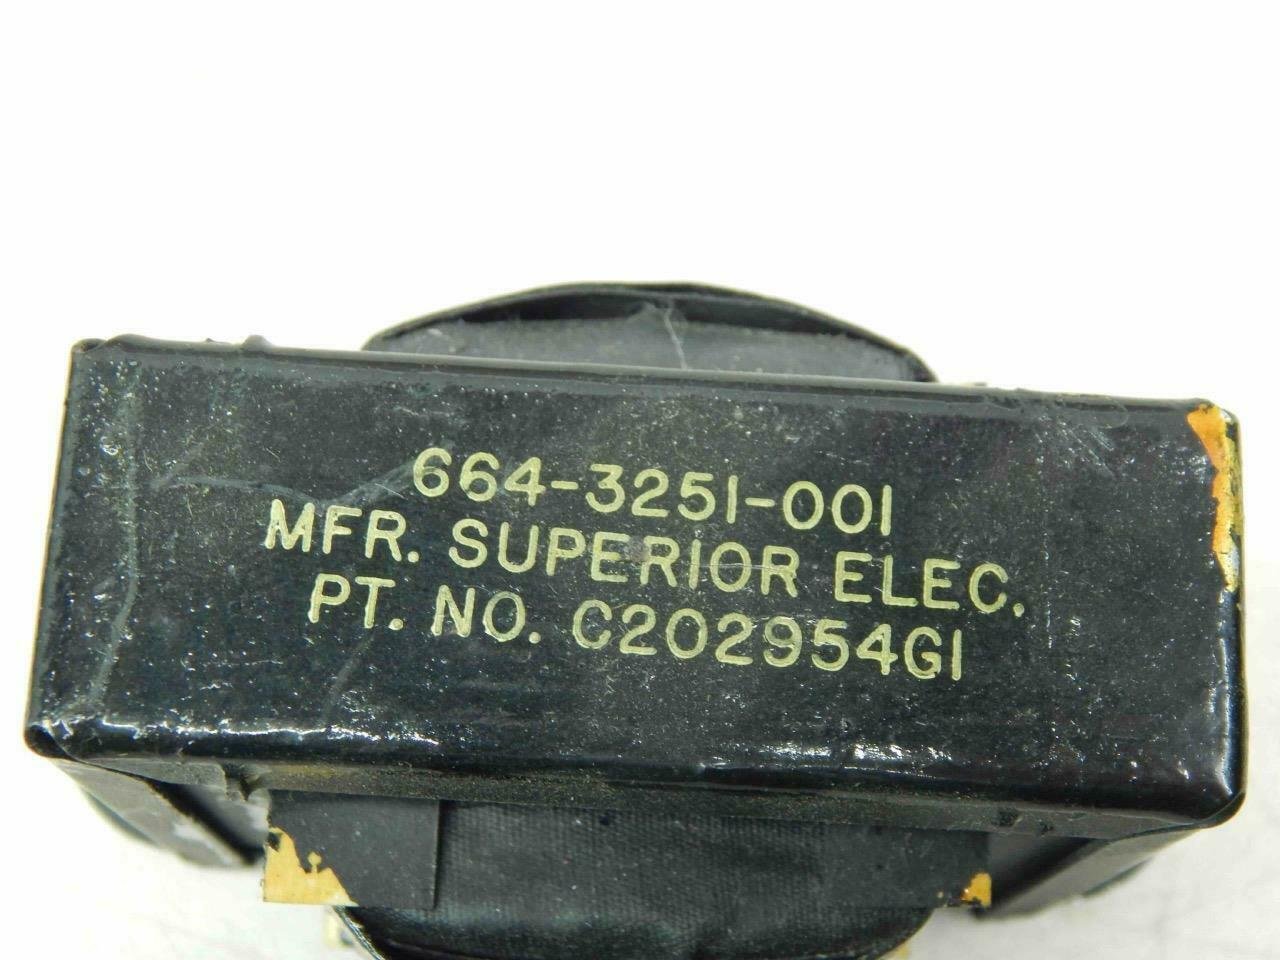 664-3251-001
MFR. SUPERIOR ELEC.
PT. NO. C202954G1